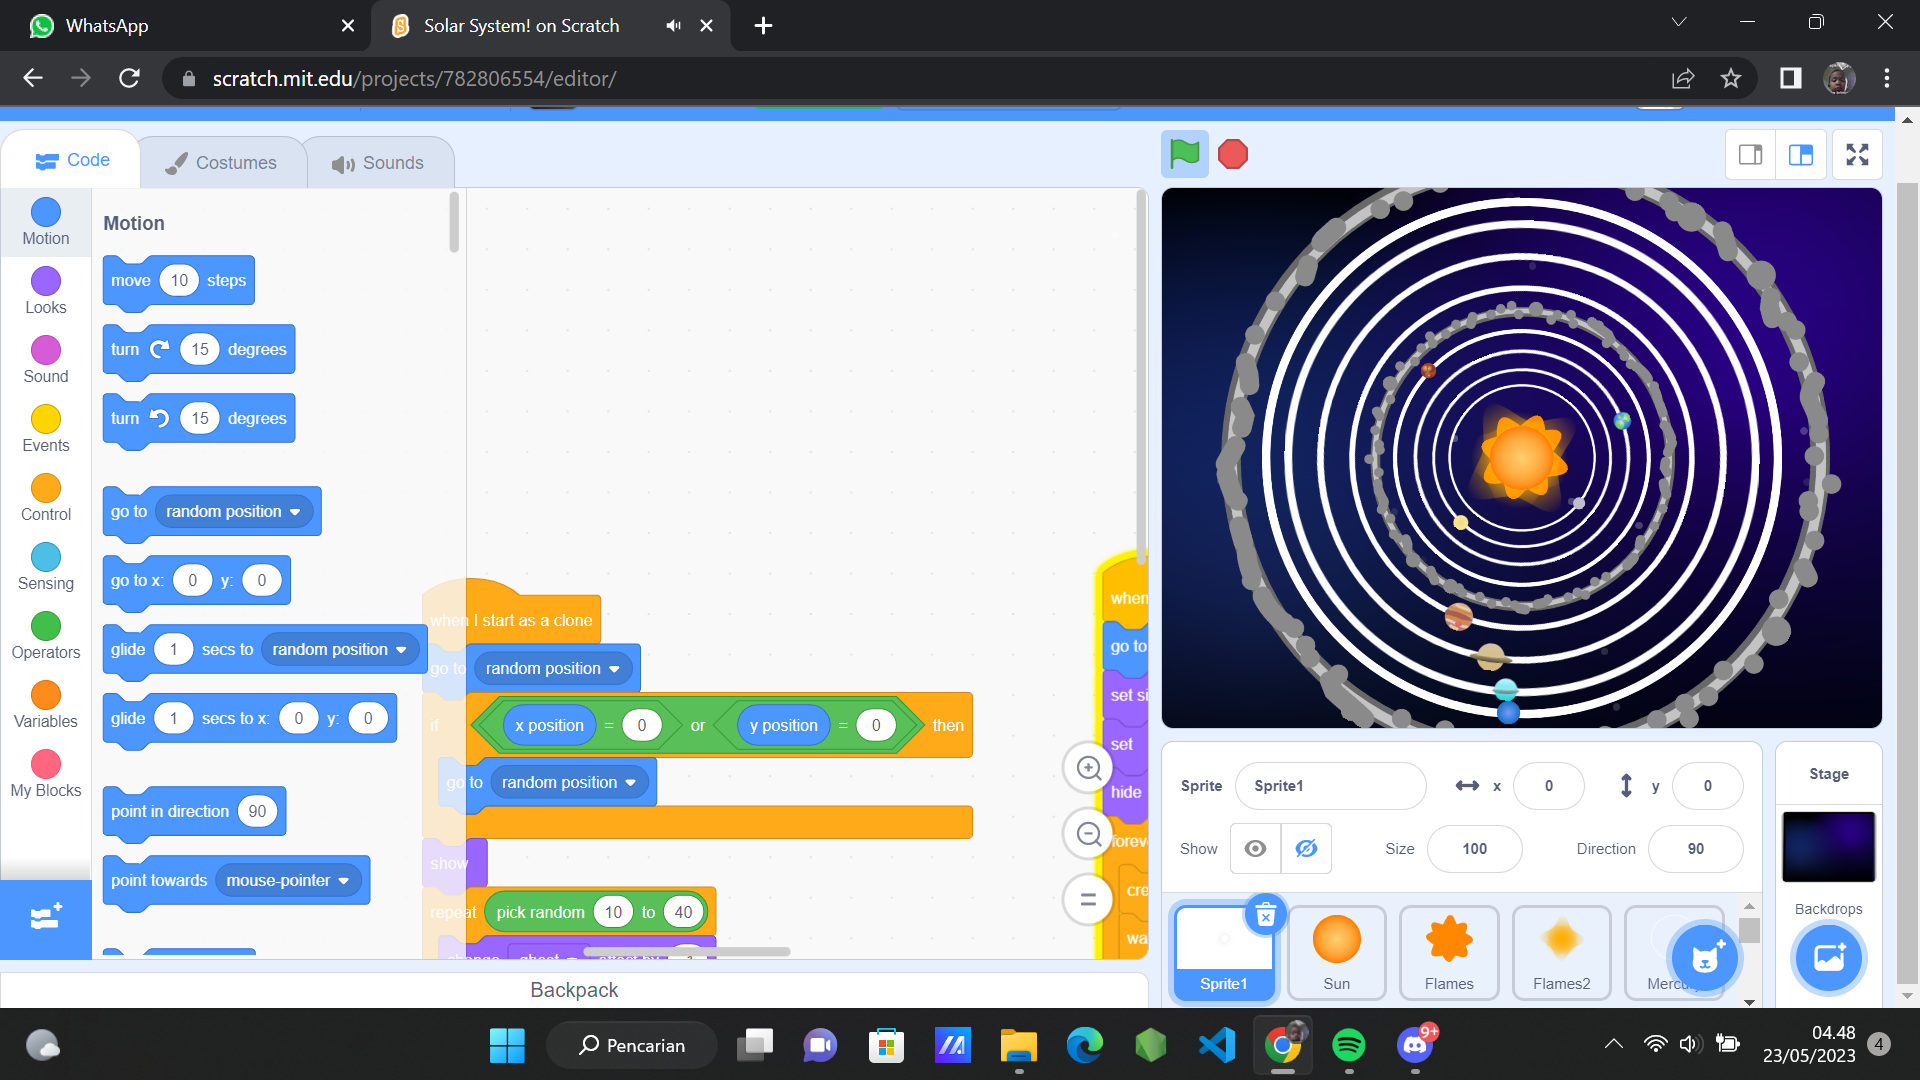 WhatsApp
Solar System! on Scratch
scratch.mit.edu/projects/782806554/editor/
Code
Costumes
Sounds
Motion
Looks
Sound
Events
Control
Sensing
Operators
Variables
My Blocks
Motion
move 10 steps
turn 15 degrees
turn 15 degrees
go to random position
go to x: 0 y: 0
glide 1 secs to random position
glide 1 secs to x: 0 y: 0
point in direction 90
point towards mouse-pointer
when I start as a clone
go to random position
if x position = 0 or y position = 0 then
go to random position
show
repeat pick random 10 to 40
change ghost effect by
when
go to
set si
set
hide
forev
cre
wa
Backpack
Sprite Sprite1 x 0 y 0
Show Size 100 Direction 90
Sprite1
Sun
Flames
Flames2
Mercu
Stage
Backdrops
Pencarian
9+
04.48
23/05/2023
4